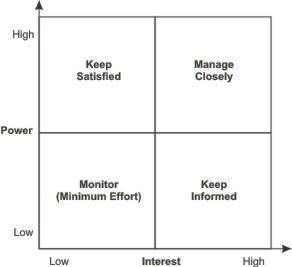 High
Keep
Satisfied
Manage
Closely
Power
Monitor
(Minimum Effort)
Keep
Informed
Low
Low
Interest
High